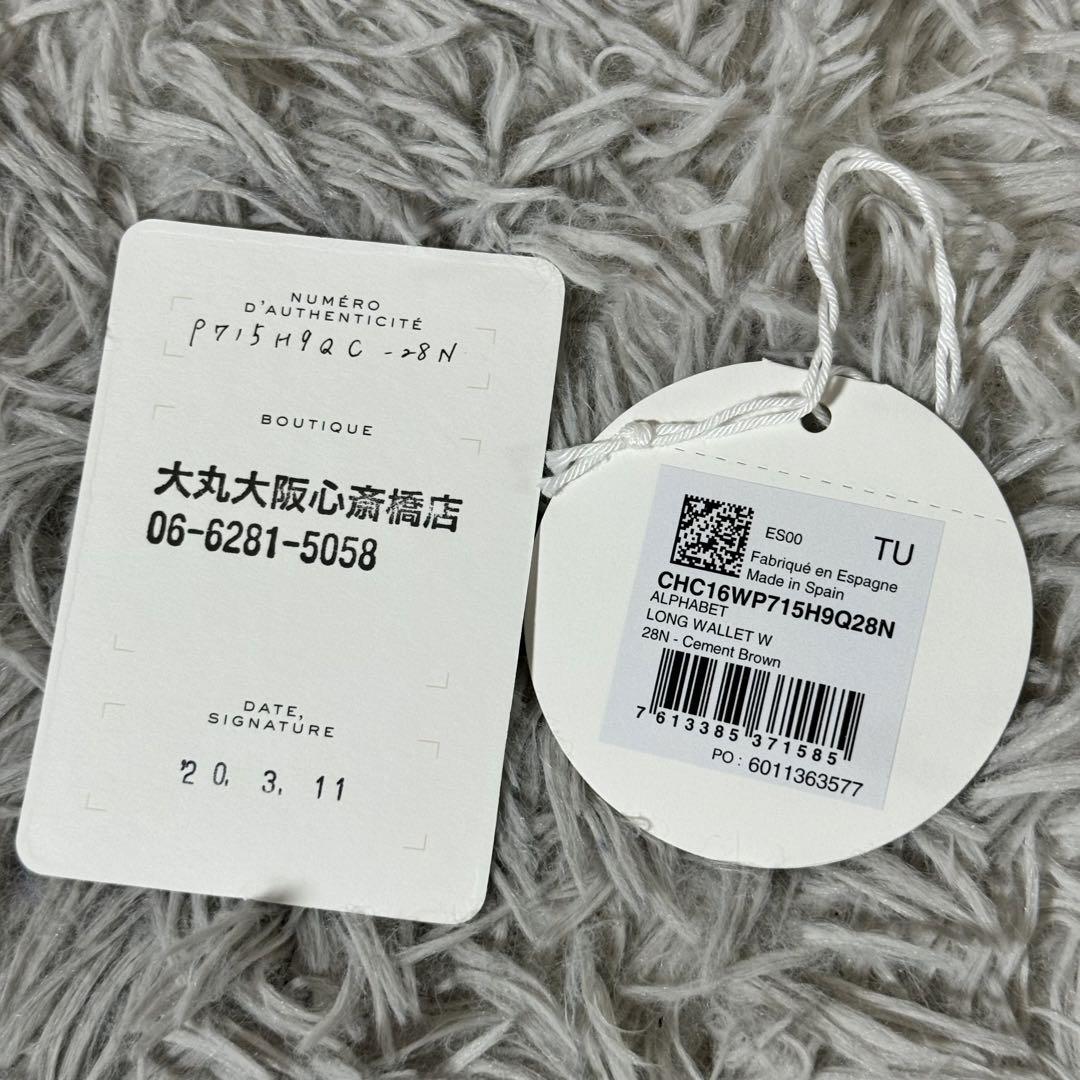 NUMÉRO
D'AUTHENTICITÉ
P715H9QC-28N
BOUTIQUE
大丸大阪心斎橋店
06-6281-5058
DATE,
SIGNATURE
'20. 3. 11
ES00
TU
Fabriqué en Espagne
Made in Spain
CHC16WP715H9Q28N
ALPHABET
LONG WALLET W
28N - Cement Brown
7 613385 371585
PO : 6011363577